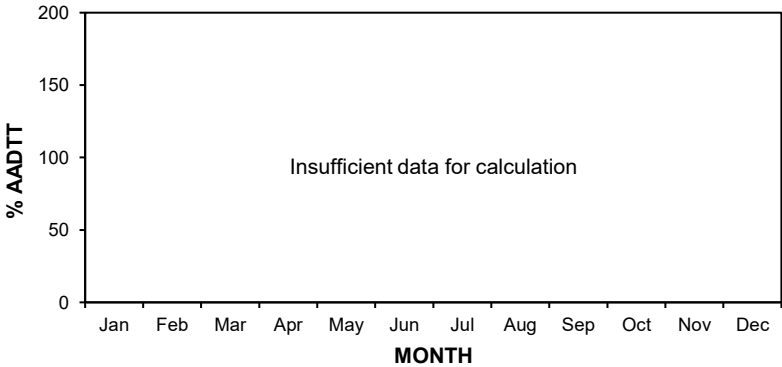 200
150
100
50
0
% AADTT
Insufficient data for calculation
Jan Feb Mar Apr May Jun Jul Aug Sep Oct Nov Dec
MONTH